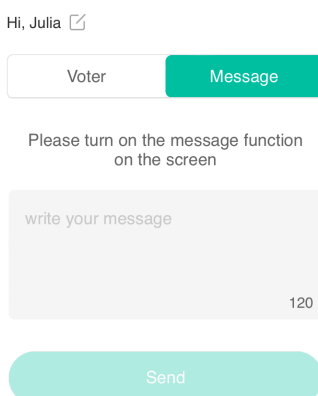 Hi, Julia
Voter
Message
Please turn on the message function
on the screen
write your message
120
Send